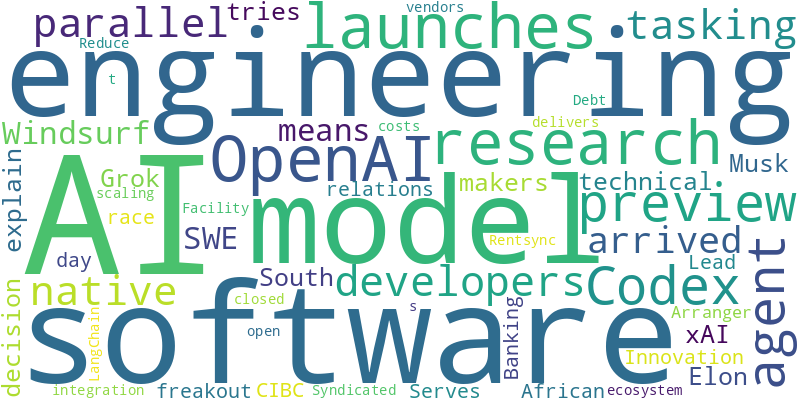 vendors
parallel tries launches tasking
Reduce
engineering
t
Debt
delivers
Windsurf means costs research
OpenAI
explain
Grok relations makers technical Musk
scaling
AI model preview
race Facility
SWE Rentsync arrived
day
South Lead
native developers Codex agent
decision closed
software
LangChain open s Banking Arranger
xAI
Innovation
Elon
integration freakout CIBC Syndicated Serves African ecosystem